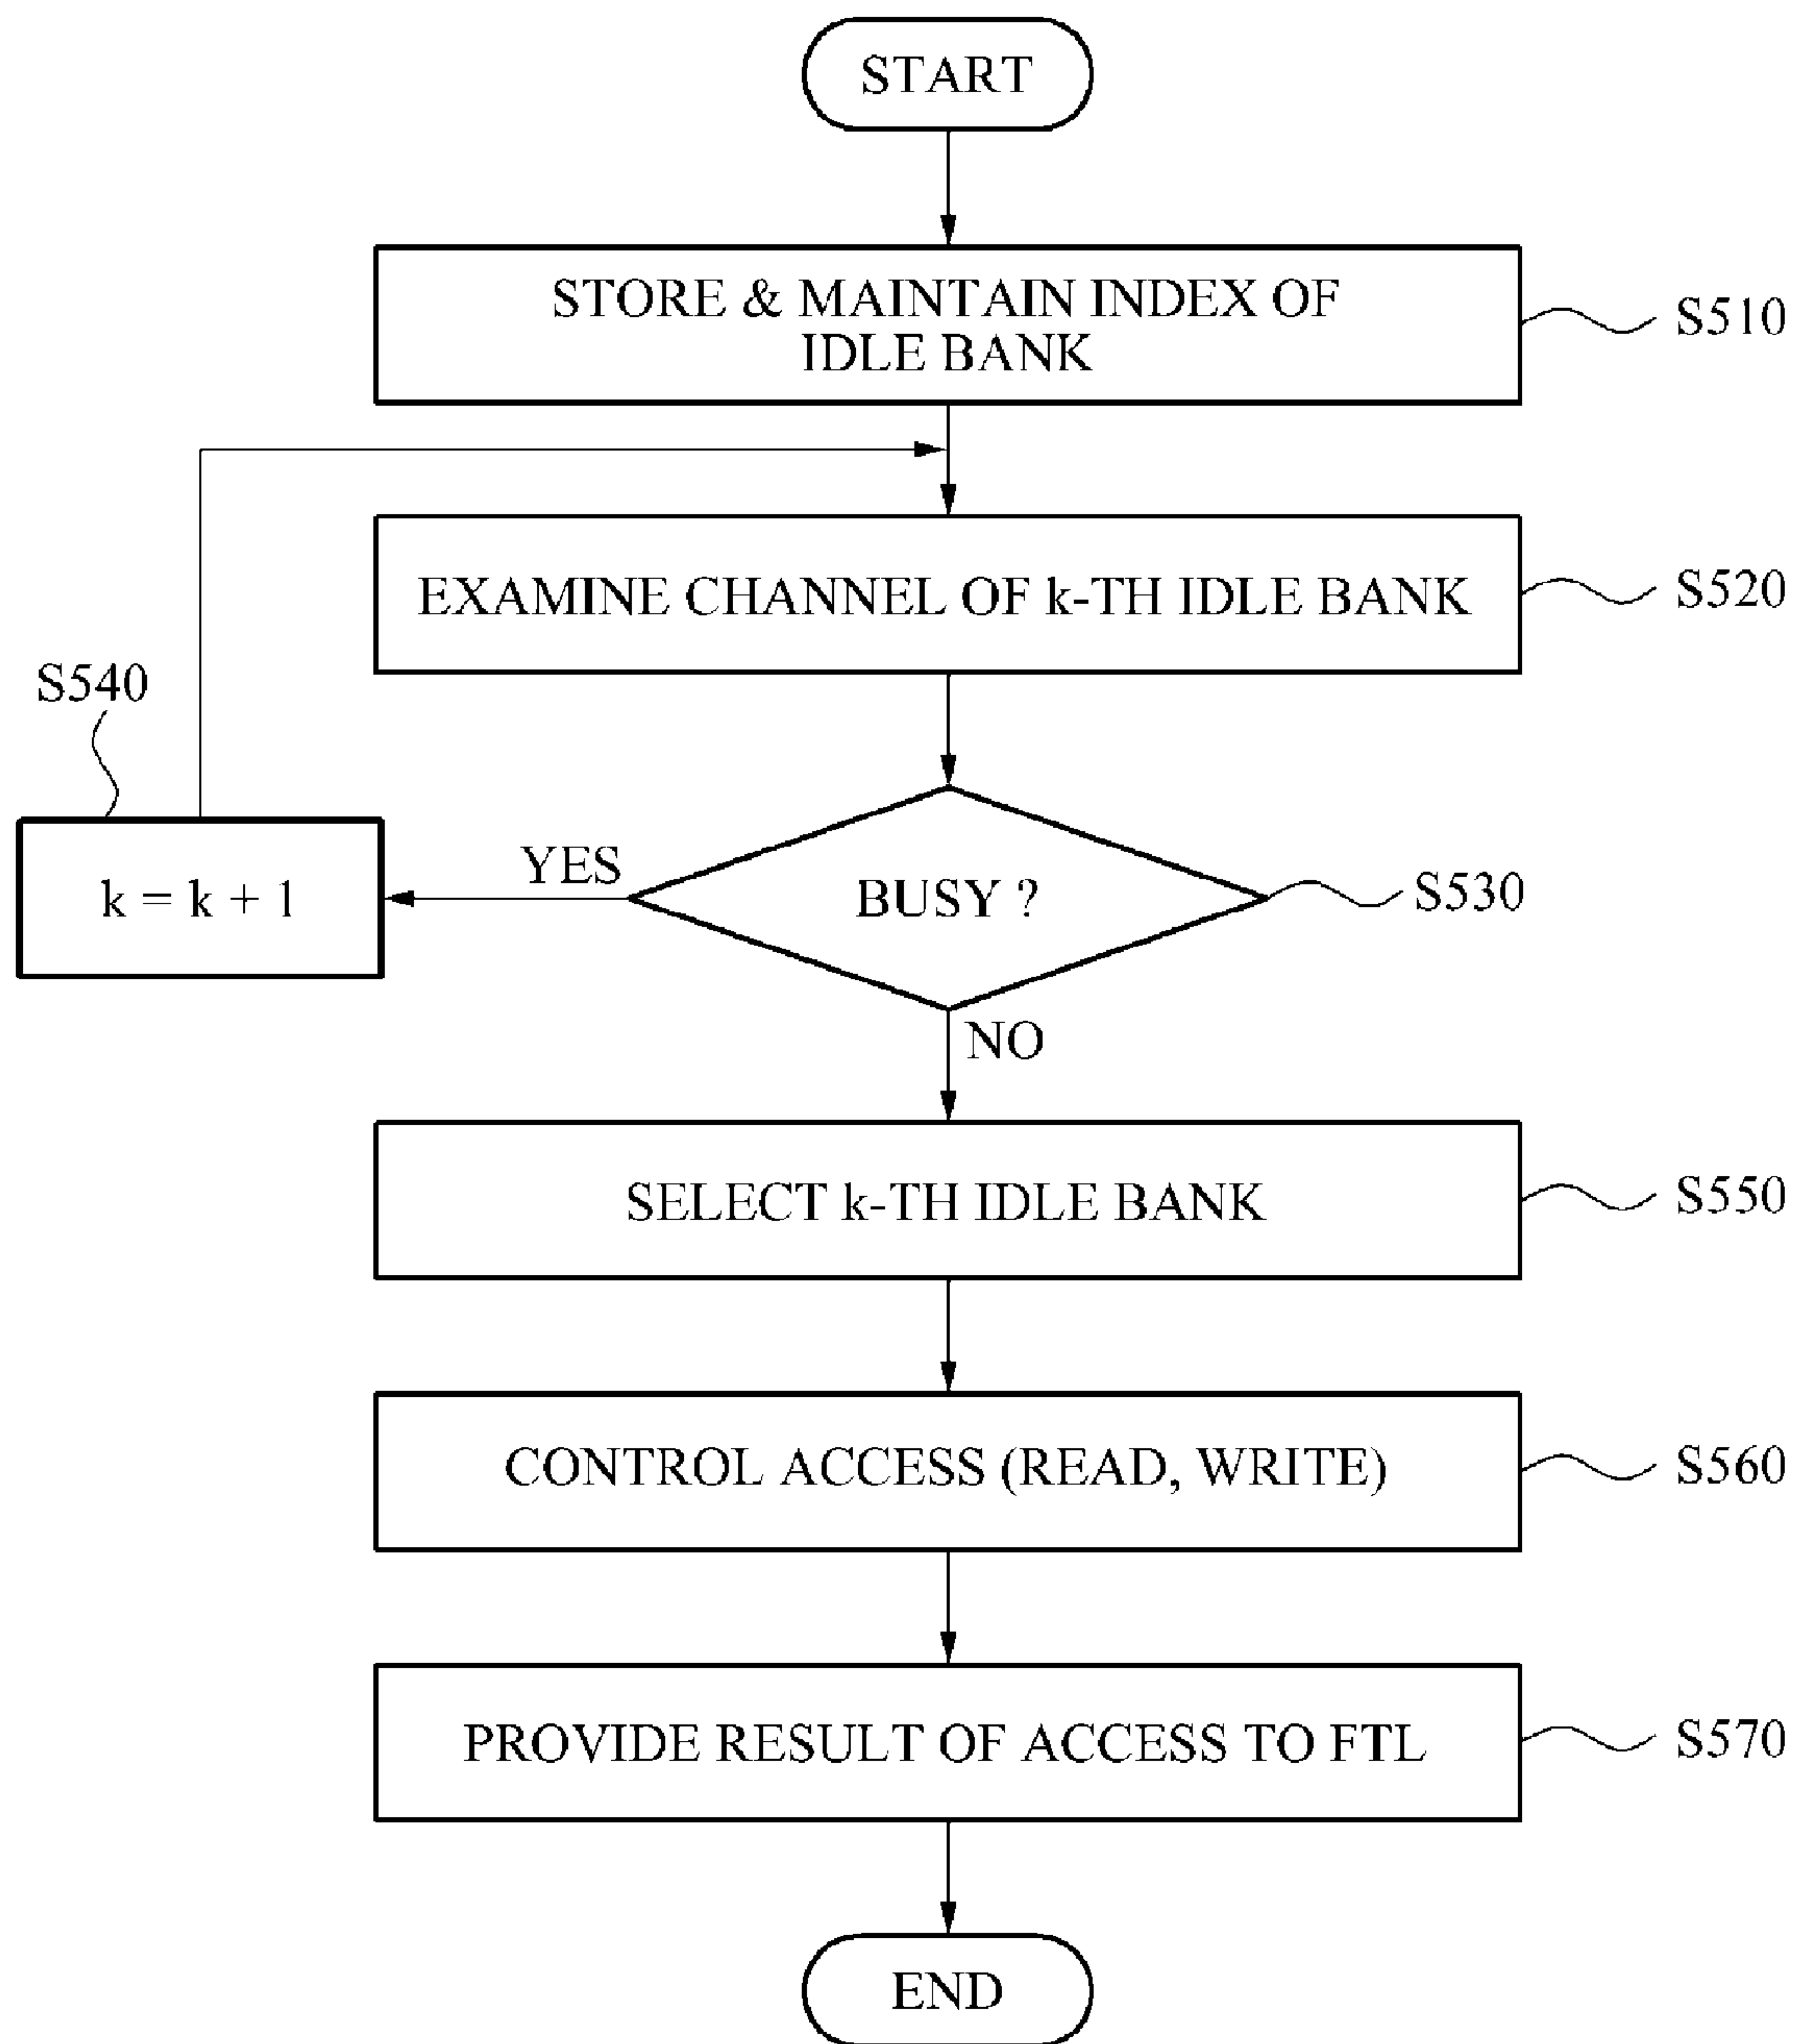 START
STORE & MAINTAIN INDEX OF
IDLE BANK
S510
EXAMINE CHANNEL OF k-TH IDLE BANK
S520
S540
k = k + 1
YES
BUSY ?
S530
NO
SELECT k-TH IDLE BANK
S550
CONTROL ACCESS (READ, WRITE)
S560
PROVIDE RESULT OF ACCESS TO FTL
S570
END